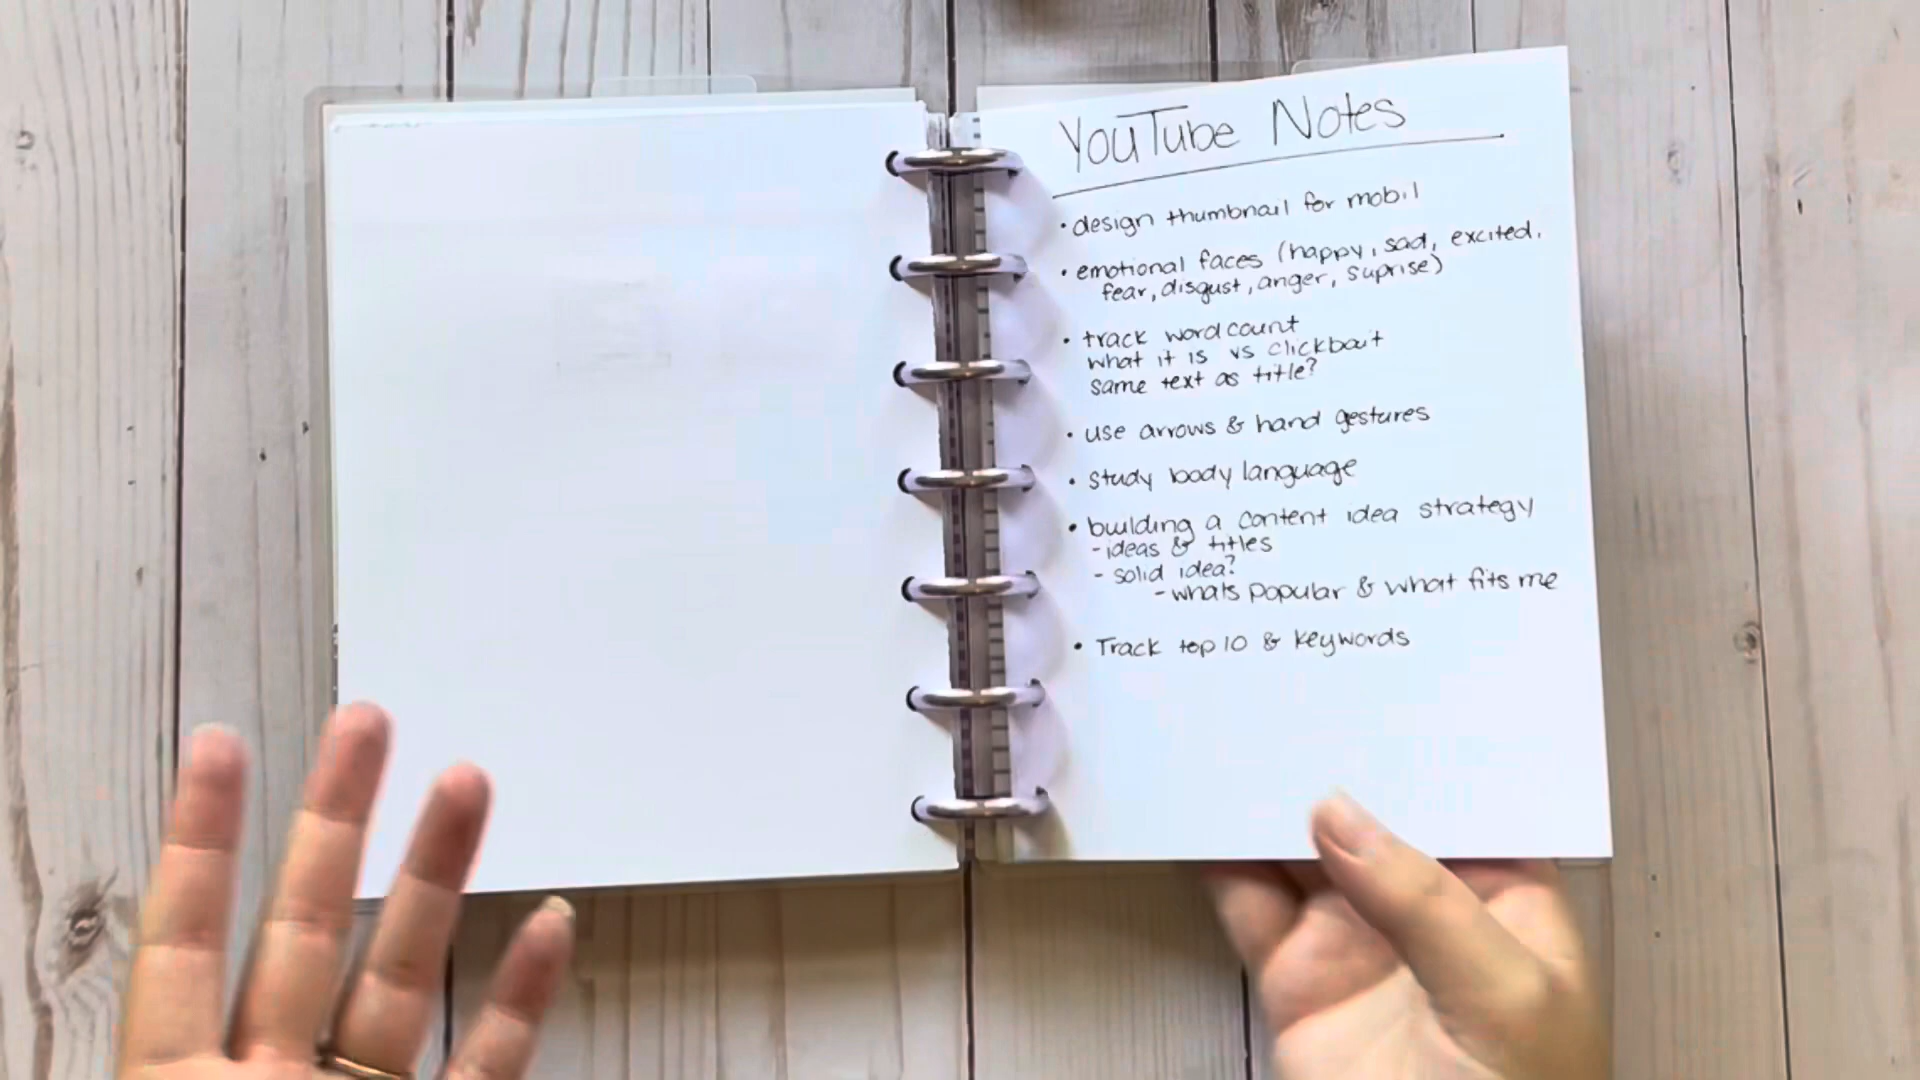 YouTube Notes
• design thumbnail for mobil
• emotional faces (happy, sad, excited,
fear, disgust, anger, suprise)
• track word count
what it is vs clickbait
same text as title?
• use arrows & hand gestures
• study body language
• building a content idea strategy
- ideas & titles
- solid idea?
- whats popular & what fits me
• Track top 10 & keywords